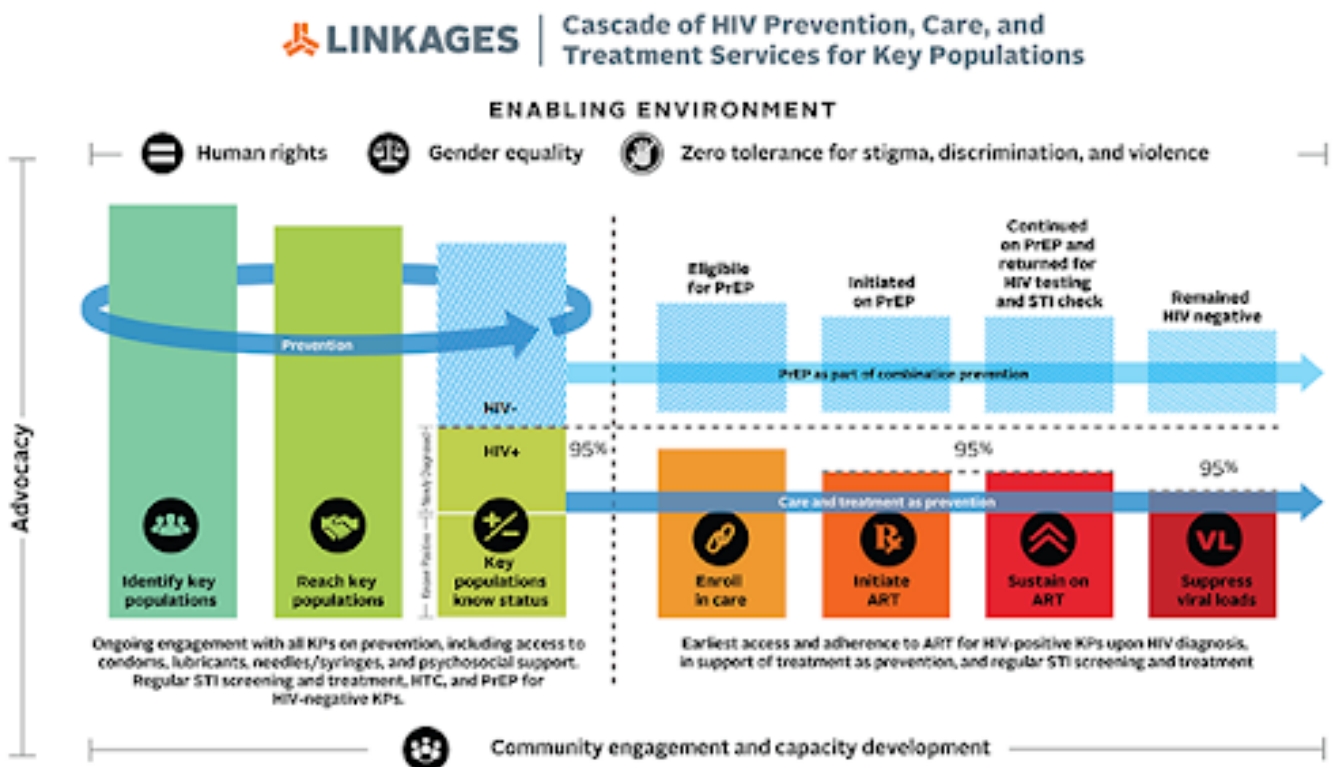 LINKAGES
Cascade of HIV Prevention, Care, and
Treatment Services for Key Populations
ENABLING ENVIRONMENT
Human rights
Gender equality
Zero tolerance for stigma, discrimination, and violence
Advocacy
Prevention
HIV-
HIV+
95%
Newly Diagnosed
Known Positive
Identify key
populations
Reach key
populations
Key
populations
know status
Eligibile
for PrEP
Initiated
on PrEP
Continued
on PrEP and
returned for
HIV testing
and STI check
Remained
HIV negative
PrEP as part of combination prevention
95%
95%
Care and treatment as prevention
Enroll
in care
Rx
Initiate
ART
Sustain on
ART
VL
Suppress
viral loads
Ongoing engagement with all KPs on prevention, including access to
condoms, lubricants, needles/syringes, and psychosocial support.
Regular STI screening and treatment, HTC, and PrEP for
HIV-negative KPs.
Earliest access and adherence to ART for HIV-positive KPs upon HIV diagnosis,
in support of treatment as prevention, and regular STI screening and treatment
Community engagement and capacity development